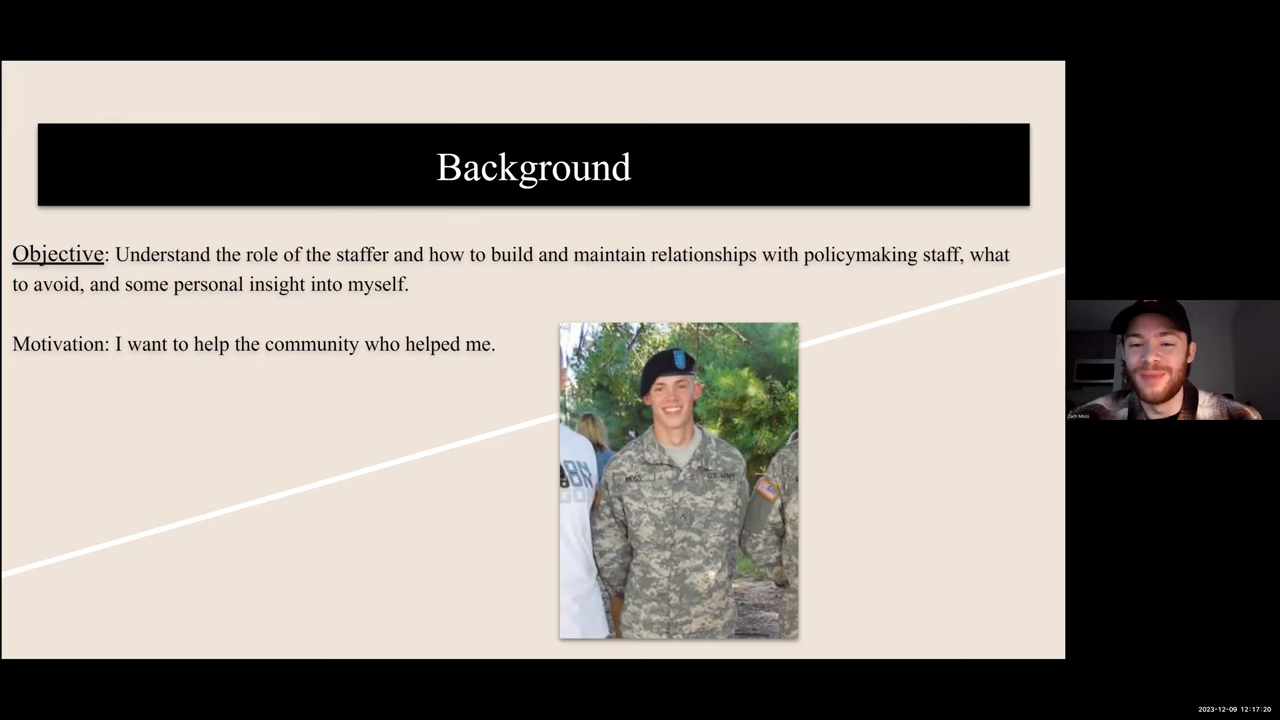 Background
Objective: Understand the role of the staffer and how to build and maintain relationships with policymaking staff, what
to avoid, and some personal insight into myself.
Motivation: I want to help the community who helped me.
U.S. ARMY
2023-12-09 12:17:20